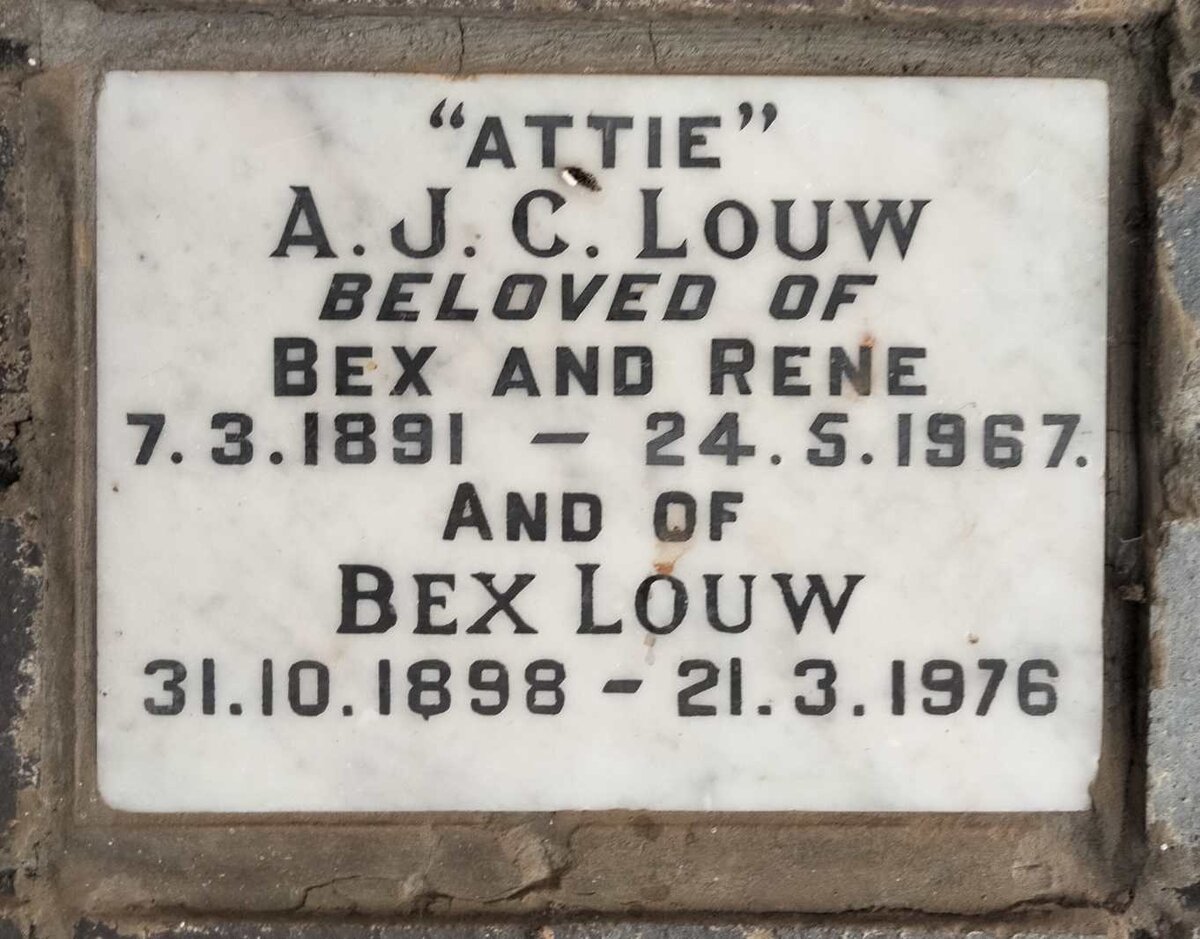 “ATTIE”
A. J. C. LOUW
BELOVED OF
BEX AND RENE
7. 3. 1891 – 24. 5. 1967.
AND OF
BEX LOUW
31. 10. 1898 – 21. 3. 1976